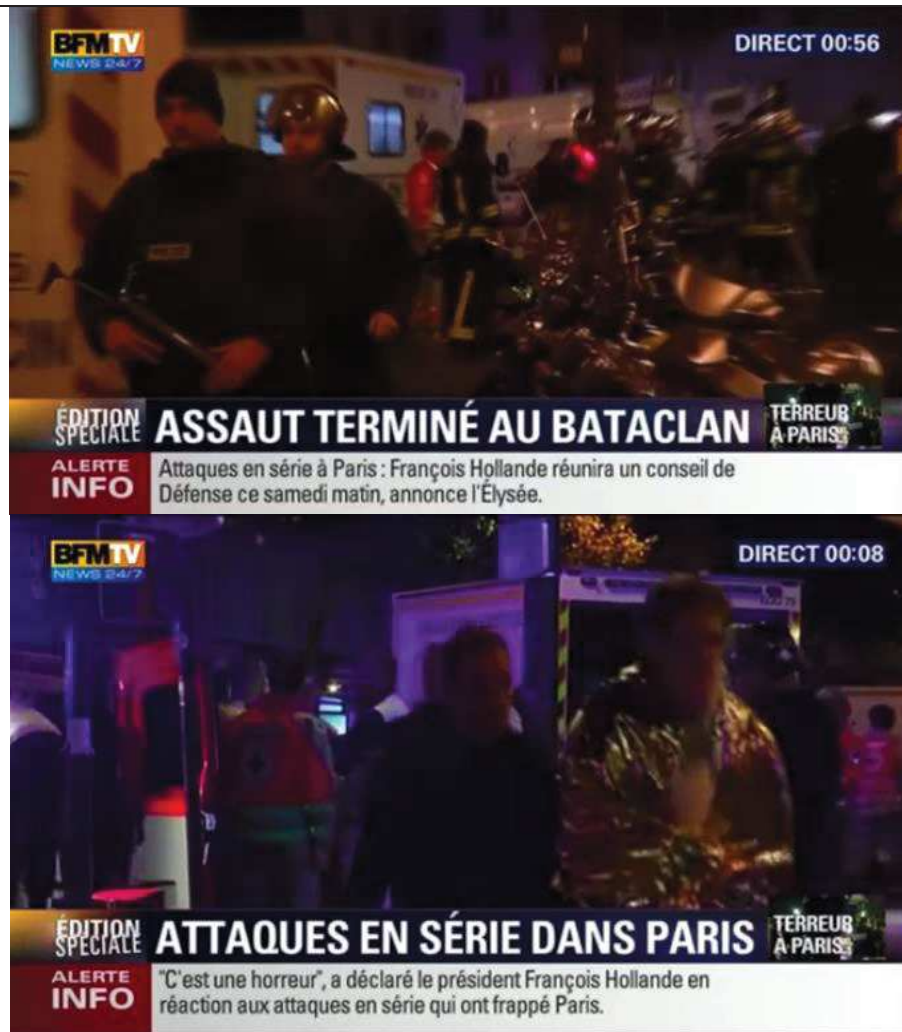 BFMTV
NEWS 24/7
DIRECT 00:56
ÉDITION
SPÉCIALE
ASSAUT TERMINÉ AU BATACLAN
TERREUR
À PARIS
ALERTE
INFO
Attaques en série à Paris : François Hollande réunira un conseil de
Défense ce samedi matin, annonce l'Élysée.
BFMTV
NEWS 24/7
DIRECT 00:08
ÉDITION
SPÉCIALE
ATTAQUES EN SÉRIE DANS PARIS
TERREUR
À PARIS
ALERTE
INFO
"C'est une horreur", a déclaré le président François Hollande en
réaction aux attaques en série qui ont frappé Paris.